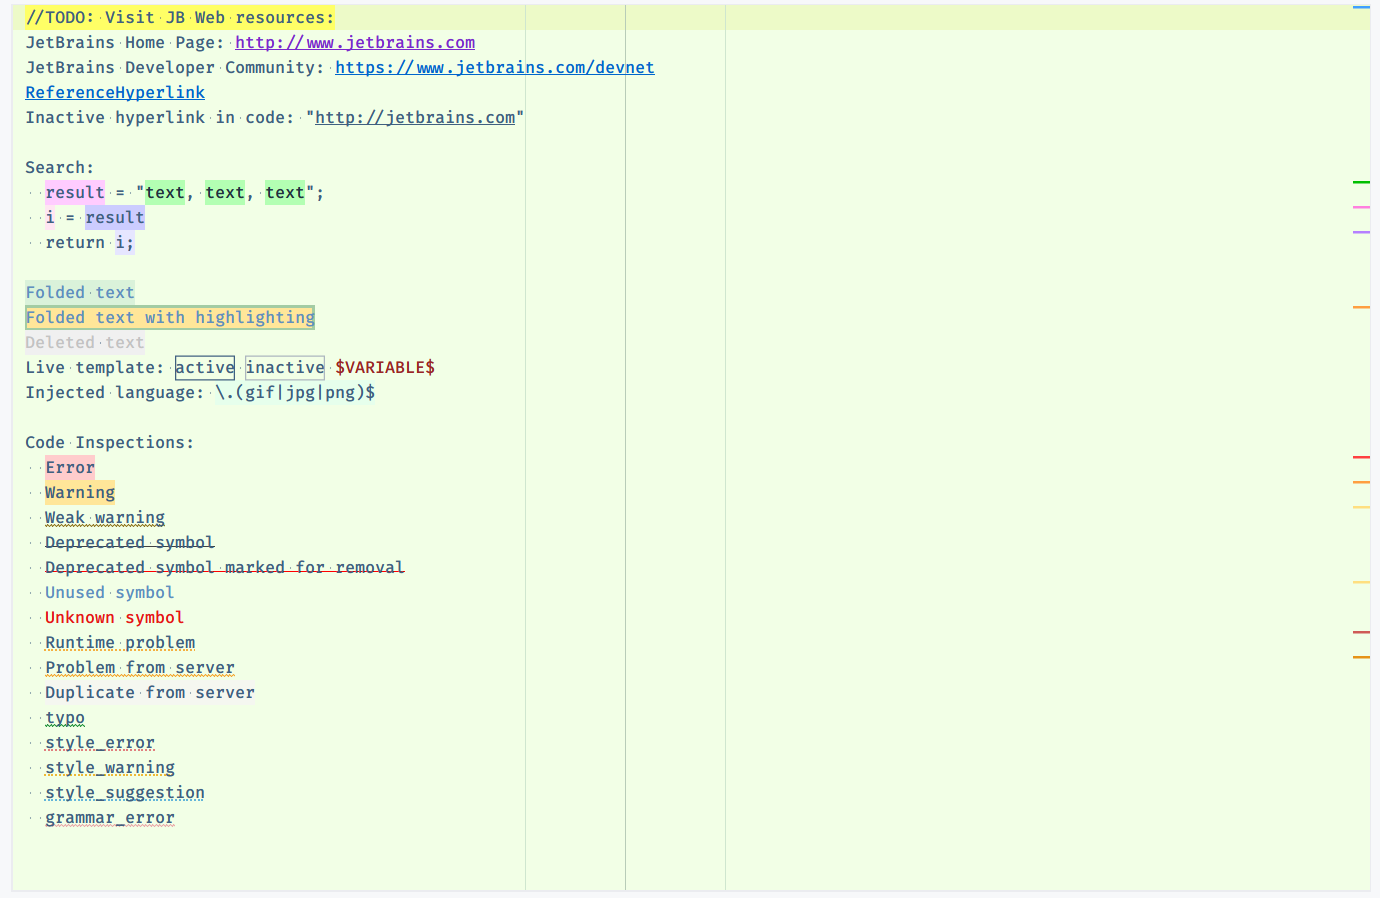 //TODO: Visit JB Web resources:
JetBrains Home Page: http://www.jetbrains.com
JetBrains Developer Community: https://www.jetbrains.com/devnet
ReferenceHyperlink
Inactive hyperlink in code: "http://jetbrains.com"
Search:
result = "text, text, text";
i = result
return i;
Folded text
Folded text with highlighting
Deleted text
Live template: active inactive $VARIABLE$
Injected language: \.(gif|jpg|png)$
Code Inspections:
Error
Warning
Weak warning
Deprecated symbol
Deprecated symbol marked for removal
Unused symbol
Unknown symbol
Runtime problem
Problem from server
Duplicate from server
typo
style_error
style_warning
style_suggestion
grammar_error